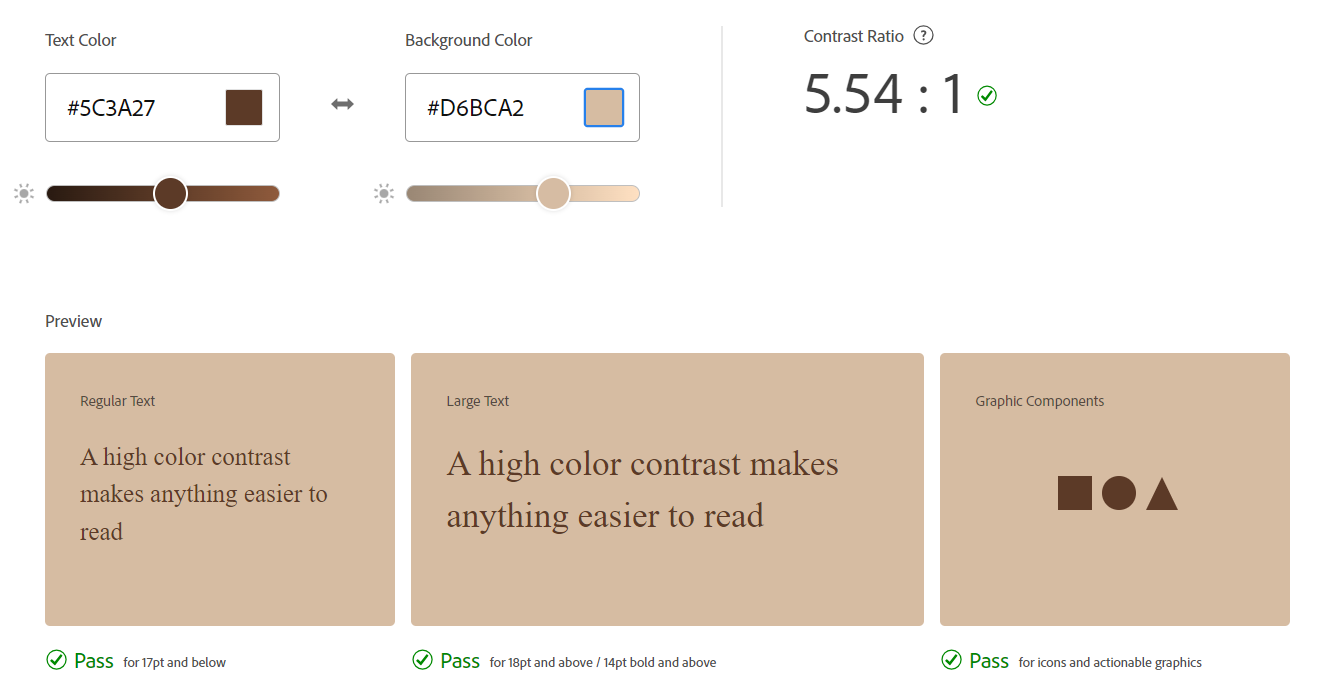 Text Color
Background Color
Contrast Ratio ?
#5C3A27
#D6BCA2
5.54 : 1
Preview
Regular Text
A high color contrast
makes anything easier to
read
Large Text
A high color contrast makes
anything easier to read
Graphic Components
Pass for 17pt and below
Pass for 18pt and above / 14pt bold and above
Pass for icons and actionable graphics